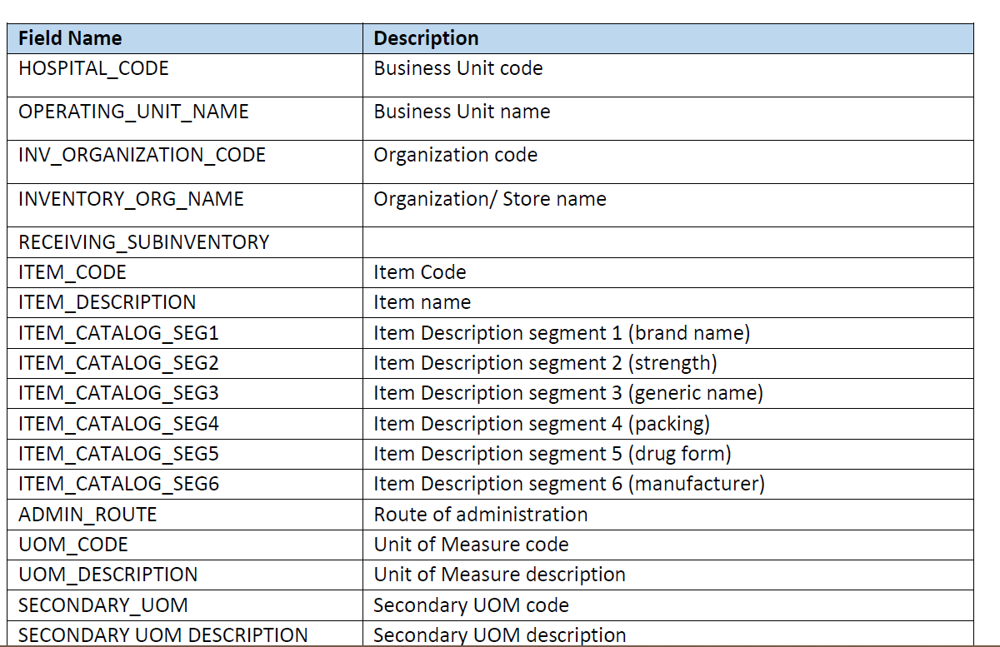 Field Name Description
HOSPITAL_CODE Business Unit code
OPERATING_UNIT_NAME Business Unit name
INV_ORGANIZATION_CODE Organization code
INVENTORY_ORG_NAME Organization/ Store name
RECEIVING_SUBINVENTORY
ITEM_CODE Item Code
ITEM_DESCRIPTION Item name
ITEM_CATALOG_SEG1 Item Description segment 1 (brand name)
ITEM_CATALOG_SEG2 Item Description segment 2 (strength)
ITEM_CATALOG_SEG3 Item Description segment 3 (generic name)
ITEM_CATALOG_SEG4 Item Description segment 4 (packing)
ITEM_CATALOG_SEG5 Item Description segment 5 (drug form)
ITEM_CATALOG_SEG6 Item Description segment 6 (manufacturer)
ADMIN_ROUTE Route of administration
UOM_CODE Unit of Measure code
UOM_DESCRIPTION Unit of Measure description
SECONDARY_UOM Secondary UOM code
SECONDARY UOM DESCRIPTION Secondary UOM description